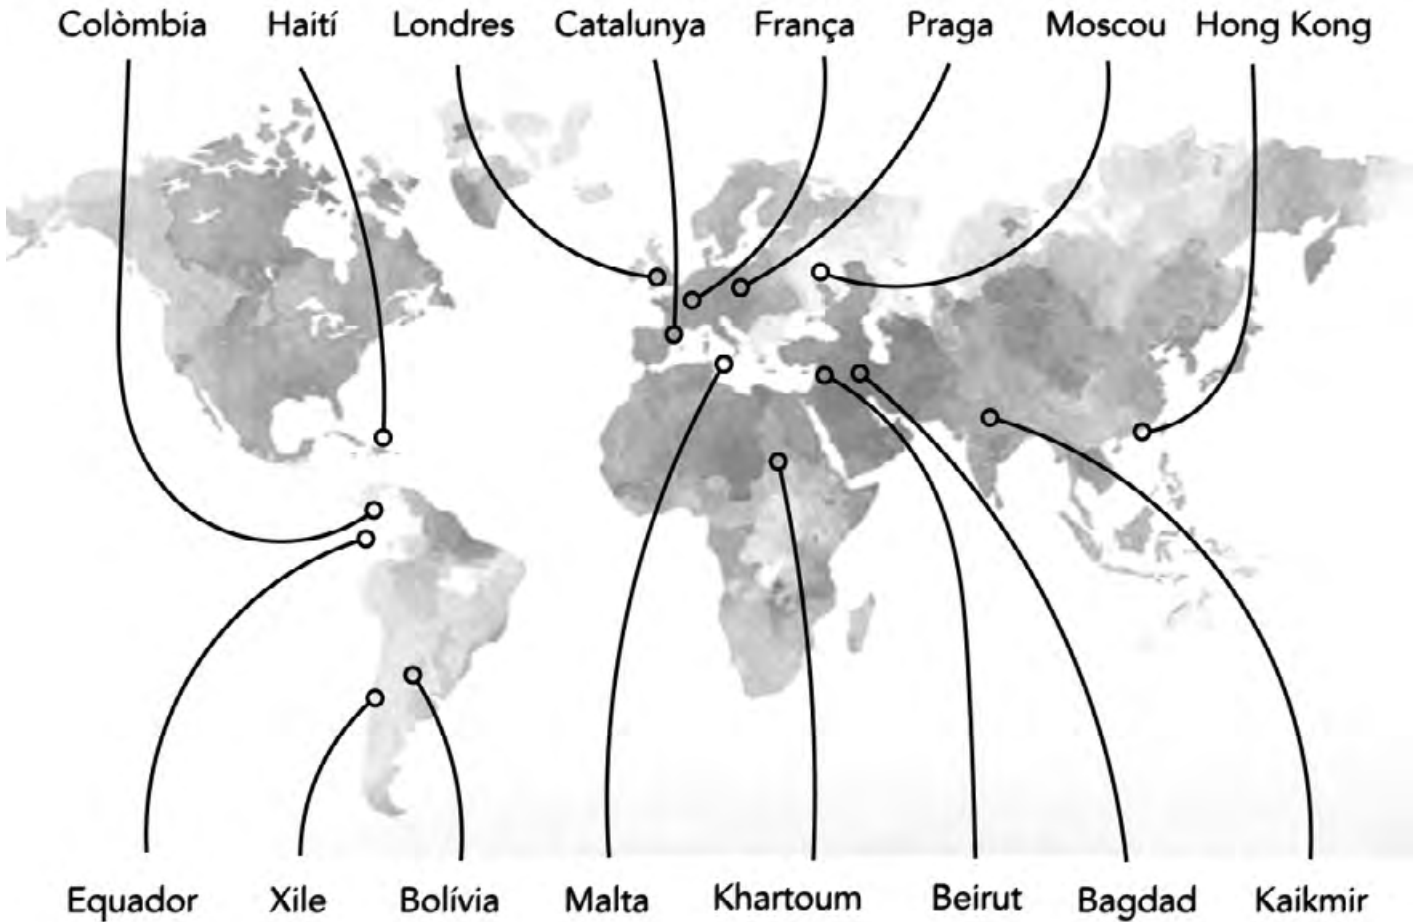 Colòmbia Haití Londres Catalunya França Praga Moscou Hong Kong
Equador Xile Bolívia Malta Khartoum Beirut Bagdad Kaikmir